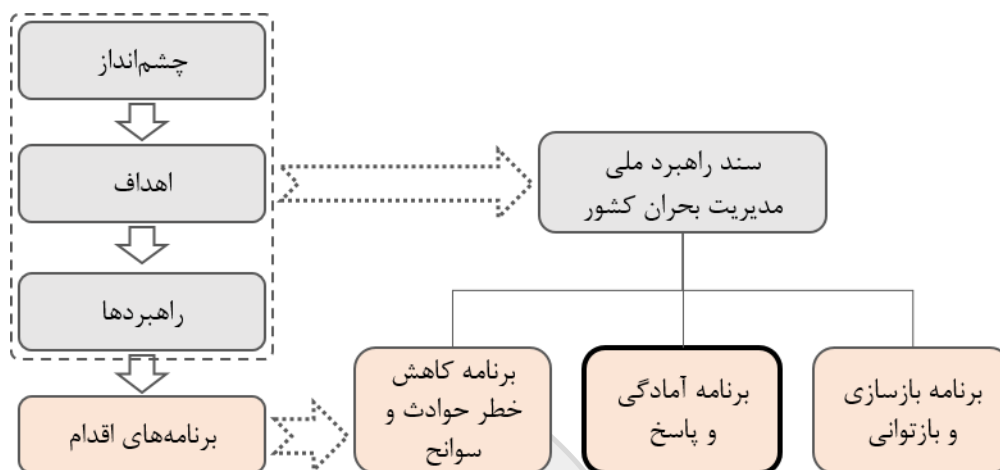 چشم‌انداز
اهداف
راهبردها
برنامه‌های اقدام
سند راهبرد ملی
مدیریت بحران کشور
برنامه کاهش
خطر حوادث و
سوانح
برنامه آمادگی
و پاسخ
برنامه بازسازی
و بازتوانی